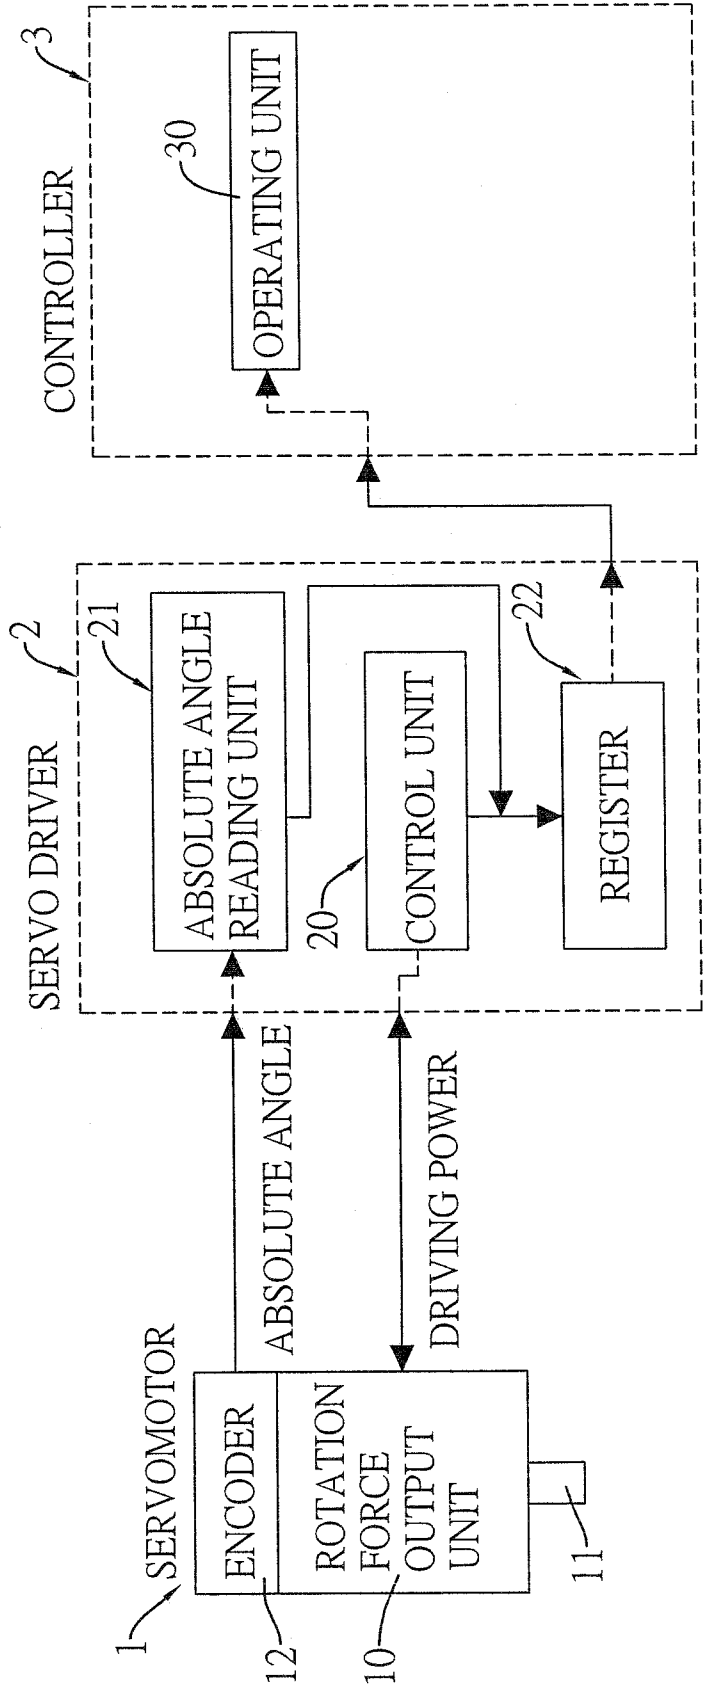 1
SERVOMOTOR
ENCODER
12
ROTATION
FORCE
OUTPUT
UNIT
10
11
ABSOLUTE ANGLE
DRIVING POWER
SERVO DRIVER
2
21
ABSOLUTE ANGLE
READING UNIT
20
CONTROL UNIT
22
REGISTER
CONTROLLER
3
30
OPERATING UNIT